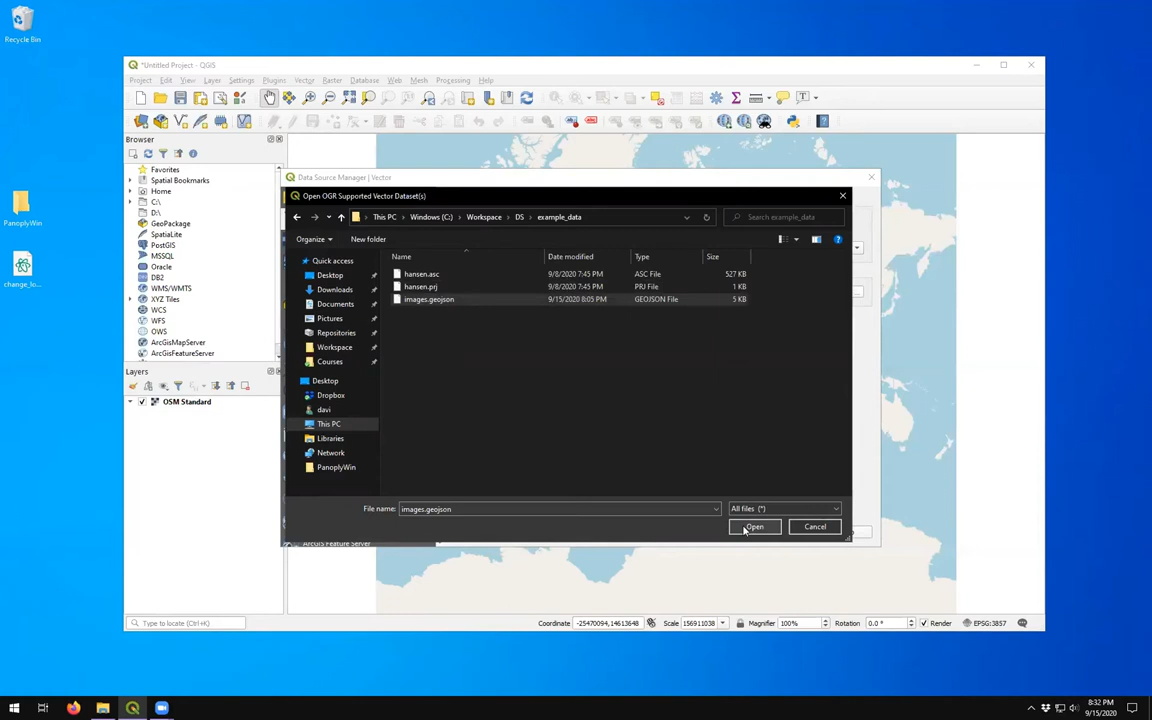 Recycle Bin
PanoplyWin
change_lo...
*Untitled Project - QGIS
Project Edit View Layer Settings Plugins Vector Raster Database Web Mesh Processing Help
Browser
Favorites
Spatial Bookmarks
Home
C:\
D:\
GeoPackage
SpatiaLite
PostGIS
MSSQL
Oracle
DB2
WMS/WMTS
XYZ Tiles
WCS
WFS
OWS
ArcGisMapServer
ArcGisFeatureServer
Layers
OSM Standard
Data Source Manager | Vector
Open OGR Supported Vector Dataset(s)
This PC > Windows (C:) > Workspace > DS > example_data
Search example_data
Organize New folder
Quick access
Desktop
Downloads
Documents
Pictures
Repositories
Workspace
Courses
Desktop
Dropbox
davi
This PC
Libraries
Network
PanoplyWin
Name Date modified Type Size
hansen.asc 9/8/2020 7:45 PM ASC File 527 KB
hansen.prj 9/8/2020 7:45 PM PRJ File 1 KB
images.geojson 9/15/2020 8:05 PM GEOJSON File 5 KB
File name: images.geojson All files (*)
Open Cancel
ArcGIS Feature Server
Type to locate (Ctrl+K) Coordinate -25470094,14613648 Scale 156911038 Magnifier 100% Rotation 0.0 ° Render EPSG:3857
8:32 PM
9/15/2020